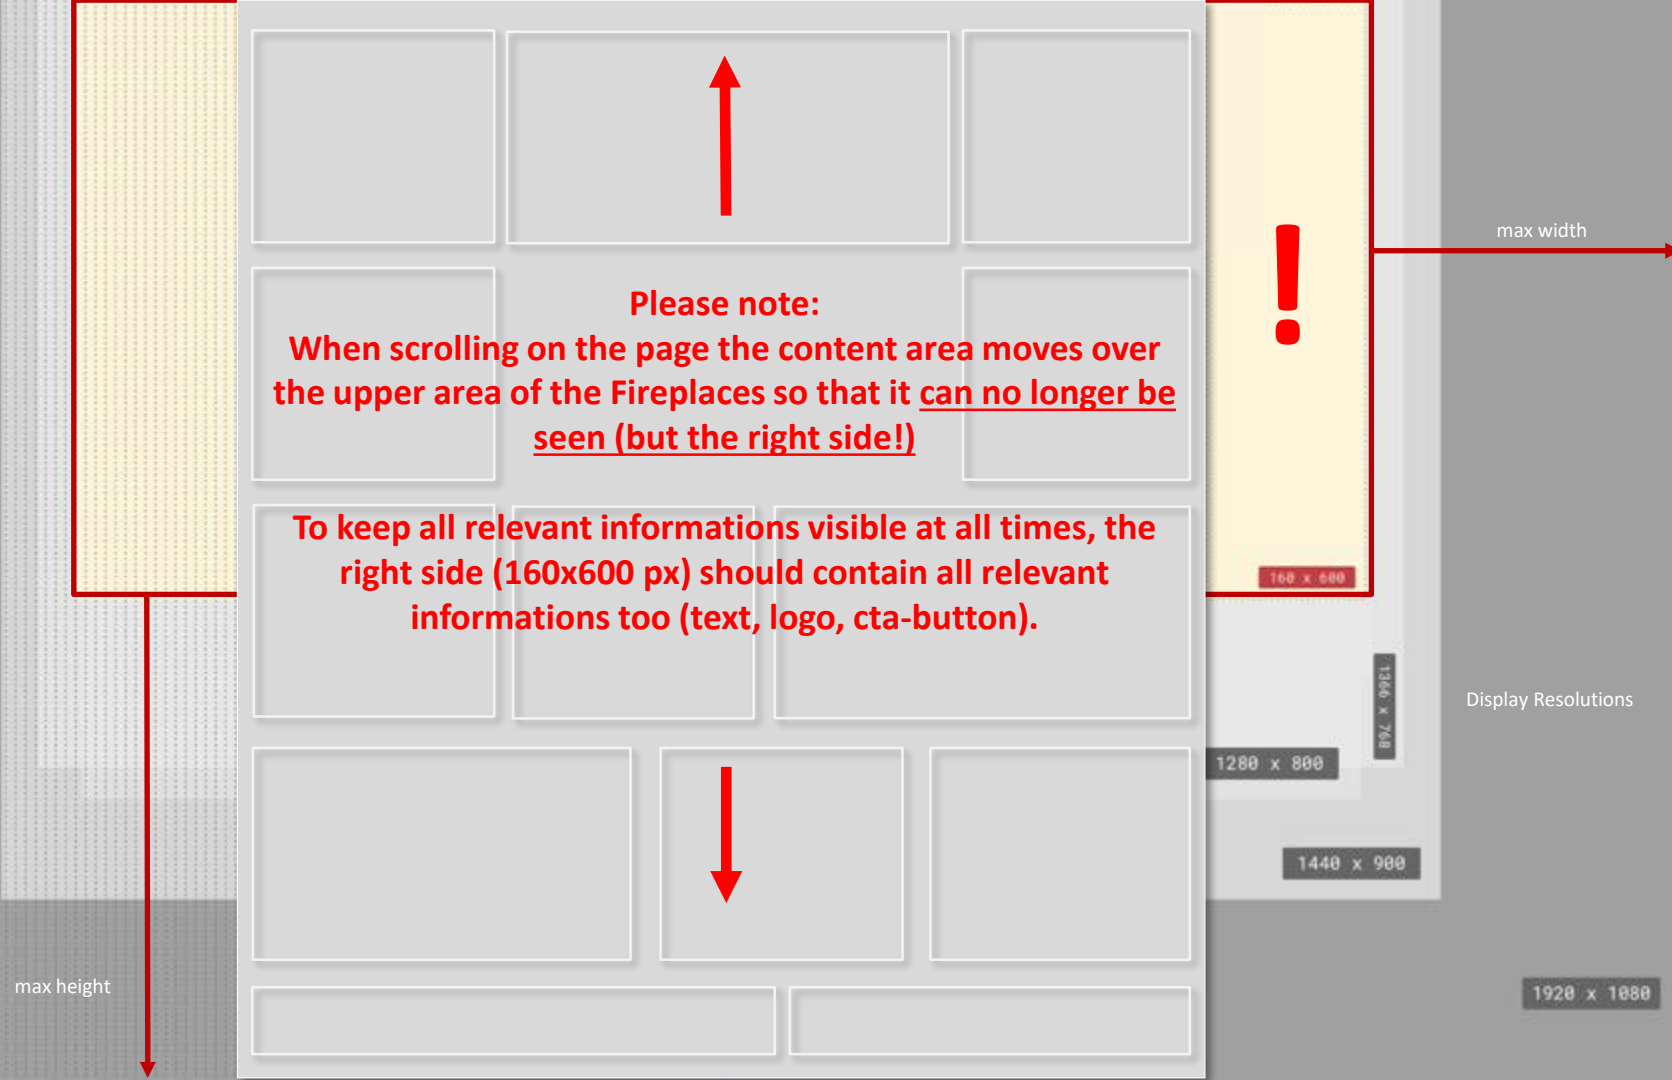 max width
Please note:
When scrolling on the page the content area moves over
the upper area of the Fireplaces so that it can no longer be
seen (but the right side!)
To keep all relevant informations visible at all times, the
right side (160x600 px) should contain all relevant
informations too (text, logo, cta-button).
!
160 x 600
1366 x 768
Display Resolutions
1280 x 800
1440 x 900
max height
1920 x 1080